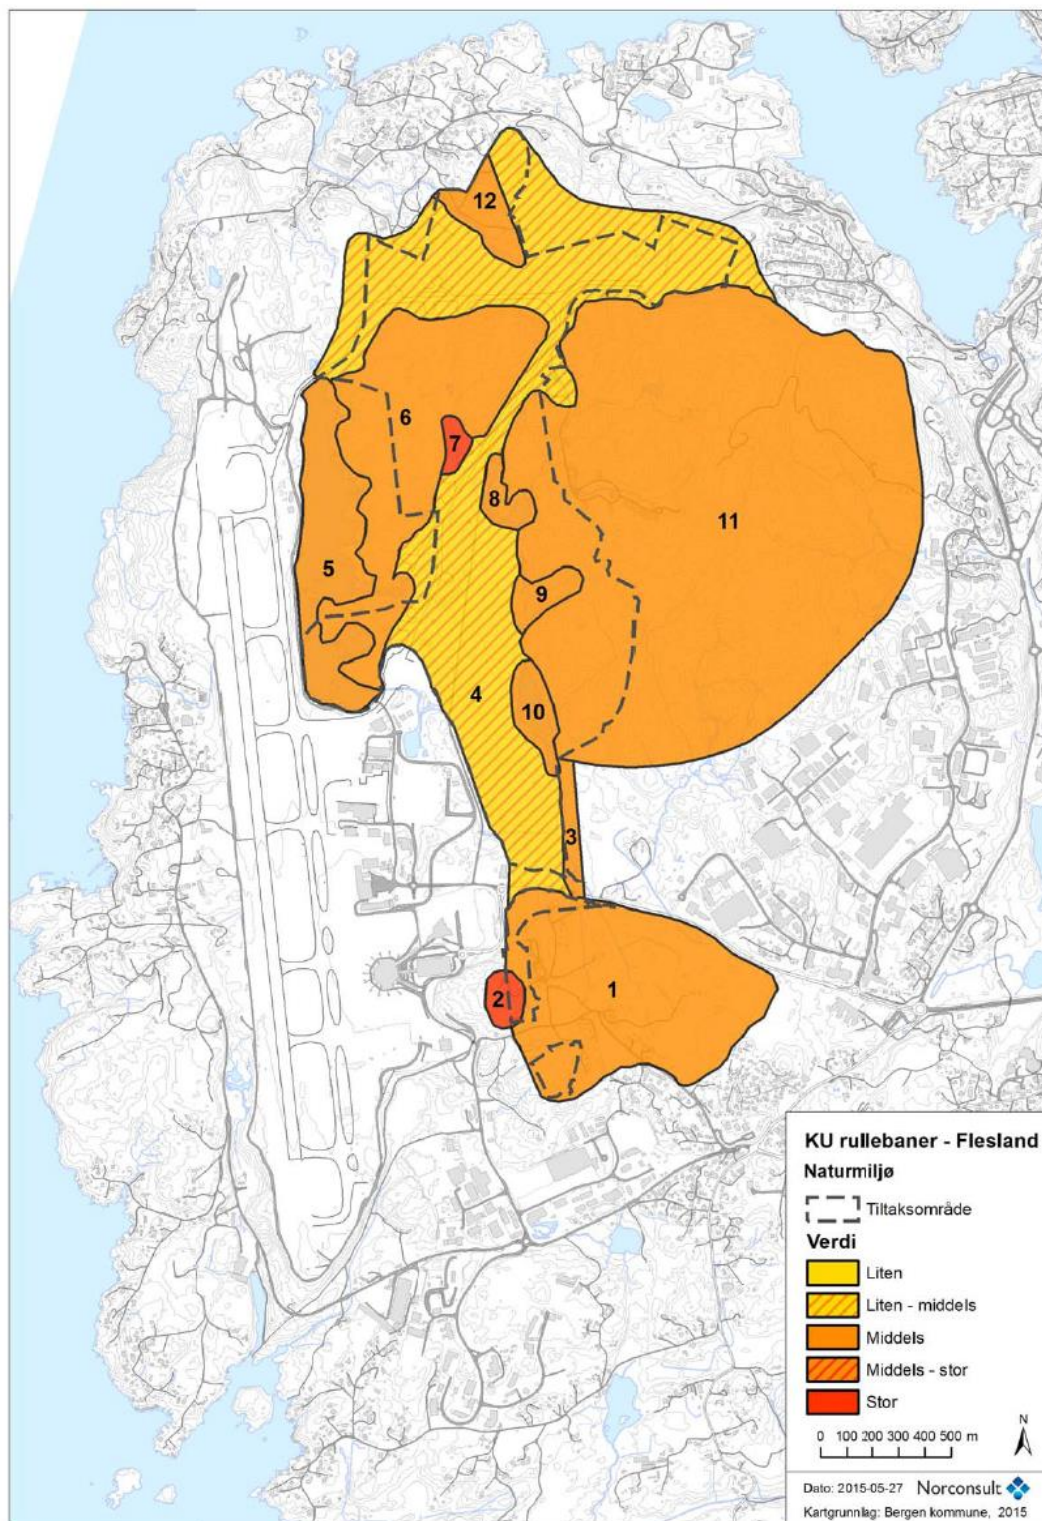 12
6
7
8
11
5
9
4
10
3
1
2
KU rullebaner - Flesland
Naturmiljø
Tiltaksområde
Verdi
Liten
Liten - middels
Middels
Middels - stor
Stor
0 100 200 300 400 500 m
N
Dato: 2015-05-27 Norconsult
Kartgrunnlag: Bergen kommune, 2015